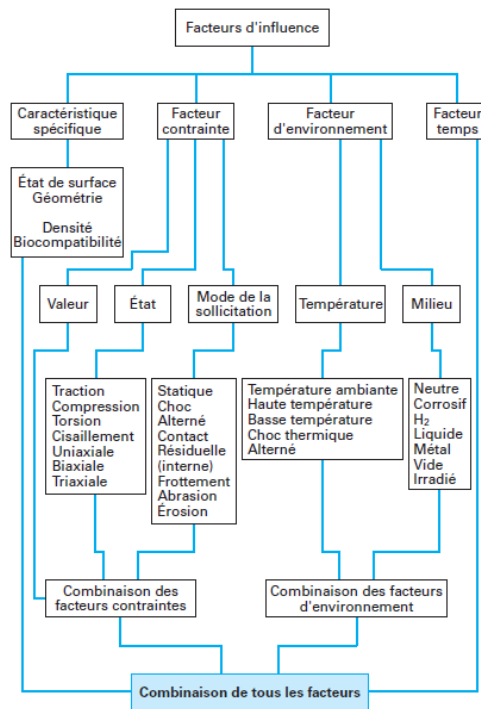 Facteurs d'influence
Caractéristique
spécifique
Facteur
contrainte
Facteur
d'environnement
Facteur
temps
État de surface
Géométrie
Densité
Biocompatibilité
Valeur
État
Mode de la
sollicitation
Température
Milieu
Traction
Compression
Torsion
Cisaillement
Uniaxiale
Biaxiale
Triaxiale
Statique
Choc
Alterné
Contact
Résiduelle
(interne)
Frottement
Abrasion
Érosion
Température ambiante
Haute température
Basse température
Choc thermique
Alterné
Neutre
Corrosif
H₂
Liquide
Métal
Vide
Irradié
Combinaison des
facteurs contraintes
Combinaison des facteurs
d'environnement
Combinaison de tous les facteurs